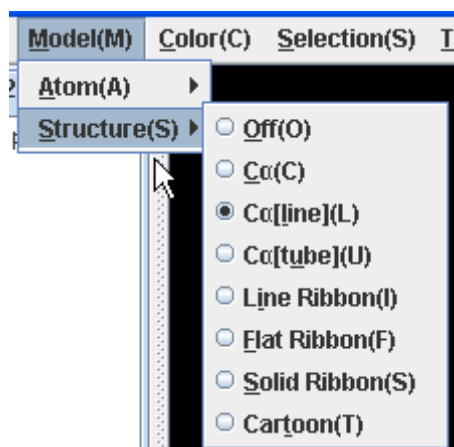 Model(M) Color(C) Selection(S)
Atom(A)
Structure(S)
Off(O)
Cα(C)
Cα[line](L)
Cα[tube](U)
Line Ribbon(I)
Flat Ribbon(F)
Solid Ribbon(S)
Cartoon(T)